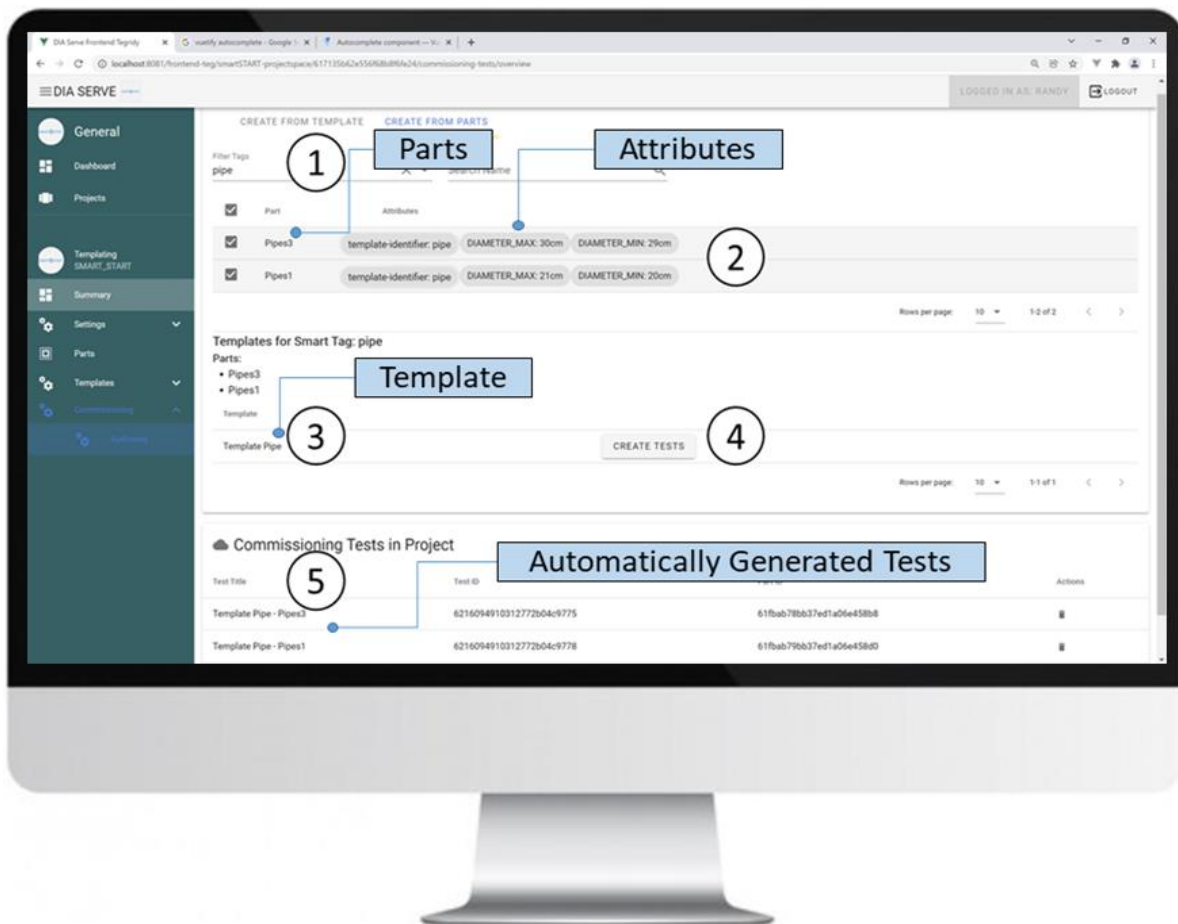 DIA Serve Frontend Tegridy
vuetify autocomplete - Google S
Autocomplete component — Vu
localhost:8081/frontend-teg/smartSTART-projectspace/617135b62e556f68b8f6fe24/commissioning-tests/overview
DIA SERVE
LOGGED IN AS: RANDY
LOGOUT
General
Dashboard
Projects
Templating
SMART_START
Summary
Settings
Parts
Templates
Commissioning
CREATE FROM TEMPLATE CREATE FROM PARTS
1
Parts
Attributes
Filter Tags
pipe
Search Name
Part Attributes
Pipes3 template-identifier: pipe DIAMETER_MAX: 30cm DIAMETER_MIN: 29cm
2
Pipes1 template-identifier: pipe DIAMETER_MAX: 21cm DIAMETER_MIN: 20cm
Rows per page: 10 1-2 of 2
Templates for Smart Tag: pipe
Parts:
• Pipes3
• Pipes1
Template
Template
3
4
Template Pipe CREATE TESTS
Rows per page: 10 1-1 of 1
Commissioning Tests in Project
Automatically Generated Tests
5
Test Title Test ID Actions
Template Pipe - Pipes3 6216094910312772b04c9775 61fbab78bb37ed1a06e458b8
Template Pipe - Pipes1 6216094910312772b04c9778 61fbab79bb37ed1a06e458d0